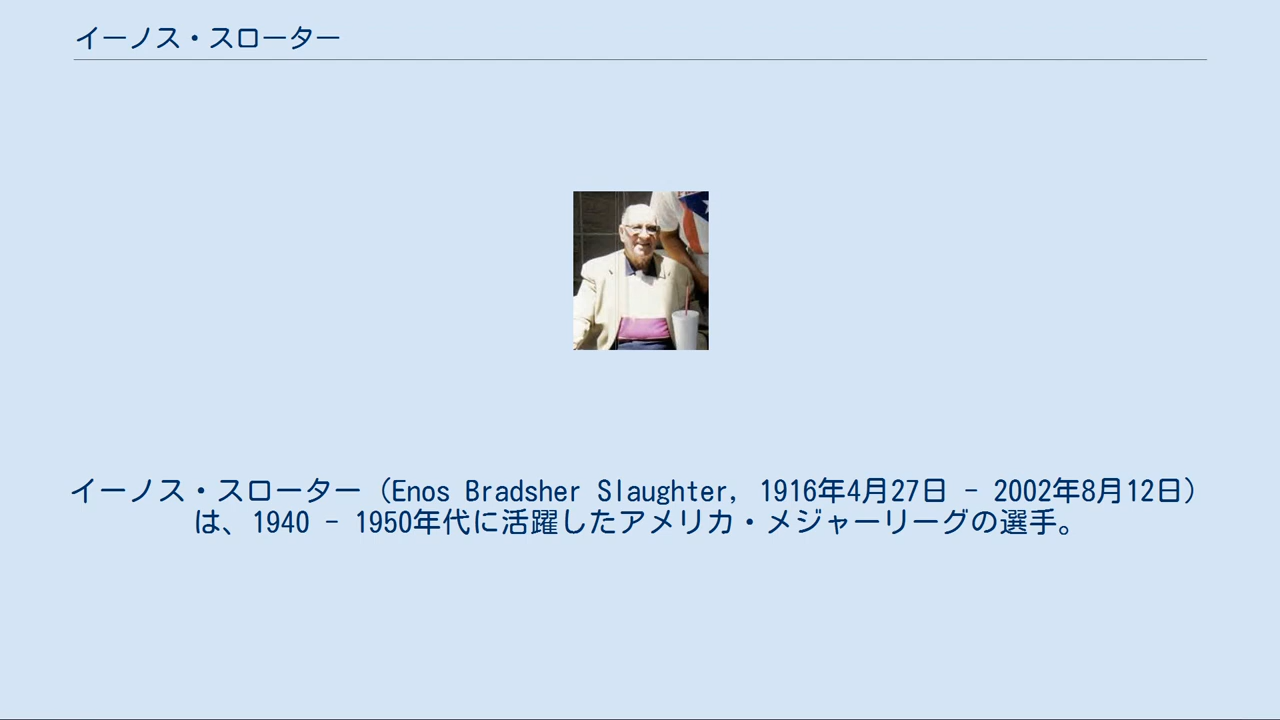 イーノス・スローター
イーノス・スローター（Enos Bradsher Slaughter, 1916年4月27日 - 2002年8月12日）
は、1940 - 1950年代に活躍したアメリカ・メジャーリーグの選手。